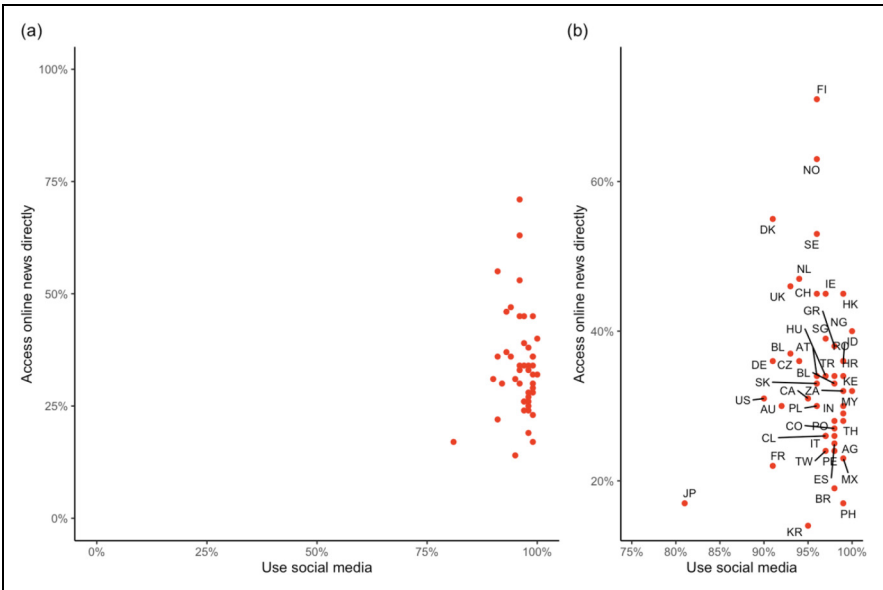 (a)
100%
75%
50%
25%
0%
Access online news directly
0% 25% 50% 75% 100%
Use social media
(b)
60%
40%
20%
Access online news directly
FI
NO
DK
SE
NL
UK CH IE HK
GR
HU SG NG
BL AT RO ID
DE CZ TR HR
BL
SK CA ZA KE
US AU PL IN MY
CO PO TH
CL IT AG
FR TW PE
ES MX
JP BR
PH
KR
75% 80% 85% 90% 95% 100%
Use social media